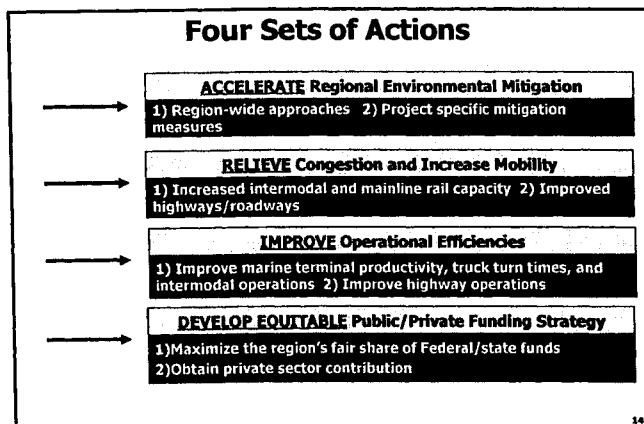 Four Sets of Actions
ACCELERATE Regional Environmental Mitigation
1) Region-wide approaches 2) Project specific mitigation
measures
RELIEVE Congestion and Increase Mobility
1) Increased intermodal and mainline rail capacity 2) Improved
highways/roadways
IMPROVE Operational Efficiencies
1) Improve marine terminal productivity, truck turn times, and
intermodal operations 2) Improve highway operations
DEVELOP EQUITABLE Public/Private Funding Strategy
1)Maximize the region's fair share of Federal/state funds
2)Obtain private sector contribution
14